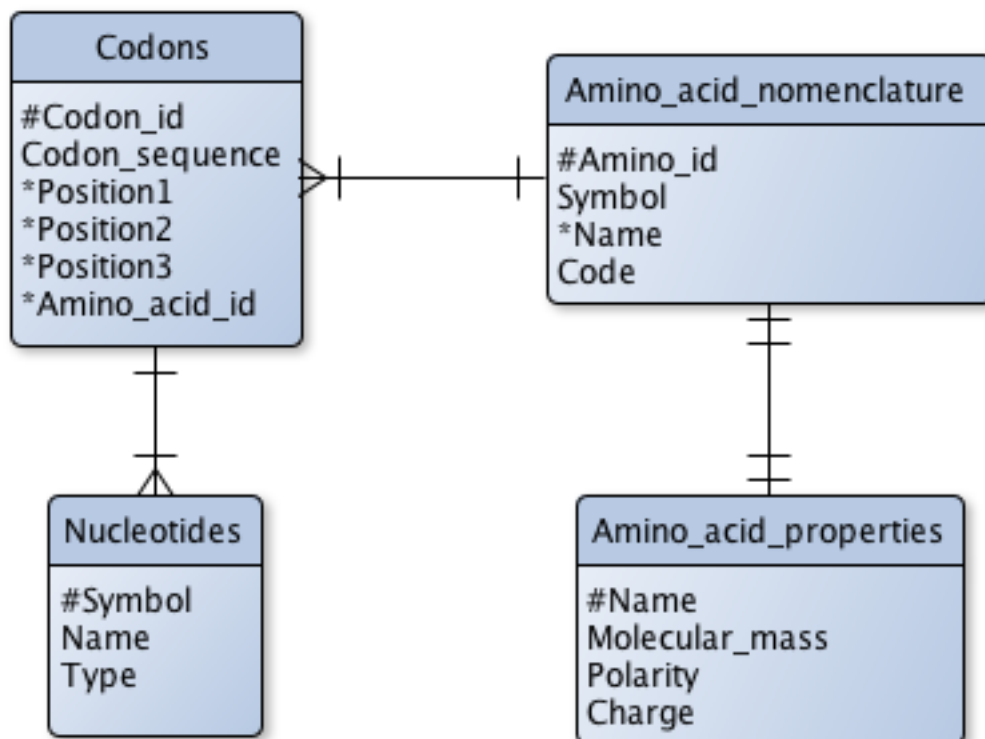 Codons
#Codon_id
Codon_sequence
*Position1
*Position2
*Position3
*Amino_acid_id
Amino_acid_nomenclature
#Amino_id
Symbol
*Name
Code
Nucleotides
#Symbol
Name
Type
Amino_acid_properties
#Name
Molecular_mass
Polarity
Charge